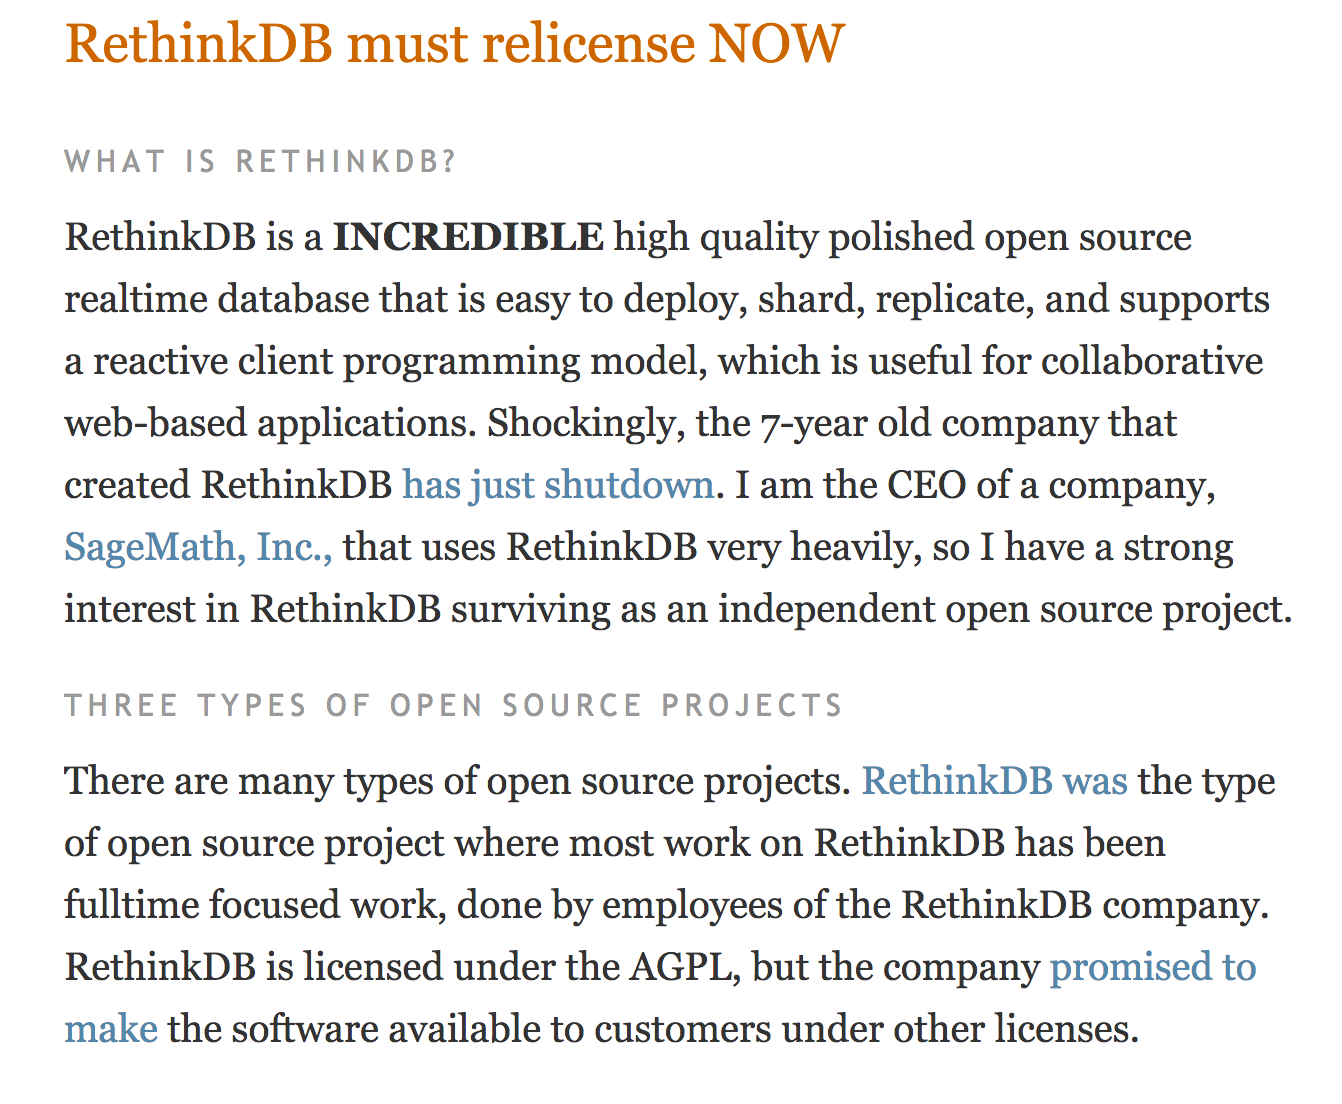 RethinkDB must relicense NOW
WHAT IS RETHINKDB?
RethinkDB is a INCREDIBLE high quality polished open source
realtime database that is easy to deploy, shard, replicate, and supports
a reactive client programming model, which is useful for collaborative
web-based applications. Shockingly, the 7-year old company that
created RethinkDB has just shutdown. I am the CEO of a company,
SageMath, Inc., that uses RethinkDB very heavily, so I have a strong
interest in RethinkDB surviving as an independent open source project.
THREE TYPES OF OPEN SOURCE PROJECTS
There are many types of open source projects. RethinkDB was the type
of open source project where most work on RethinkDB has been
fulltime focused work, done by employees of the RethinkDB company.
RethinkDB is licensed under the AGPL, but the company promised to
make the software available to customers under other licenses.